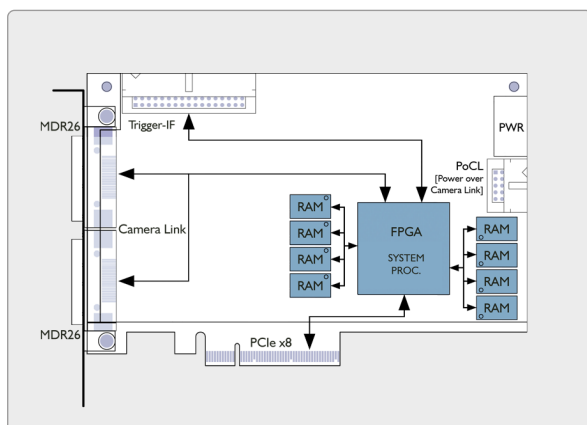 MDR26
Trigger-IF
PWR
PoCL
[Power over
Camera Link]
Camera Link
RAM
RAM
RAM
RAM
FPGA
SYSTEM
PROC.
RAM
RAM
RAM
RAM
MDR26
PCIe x8